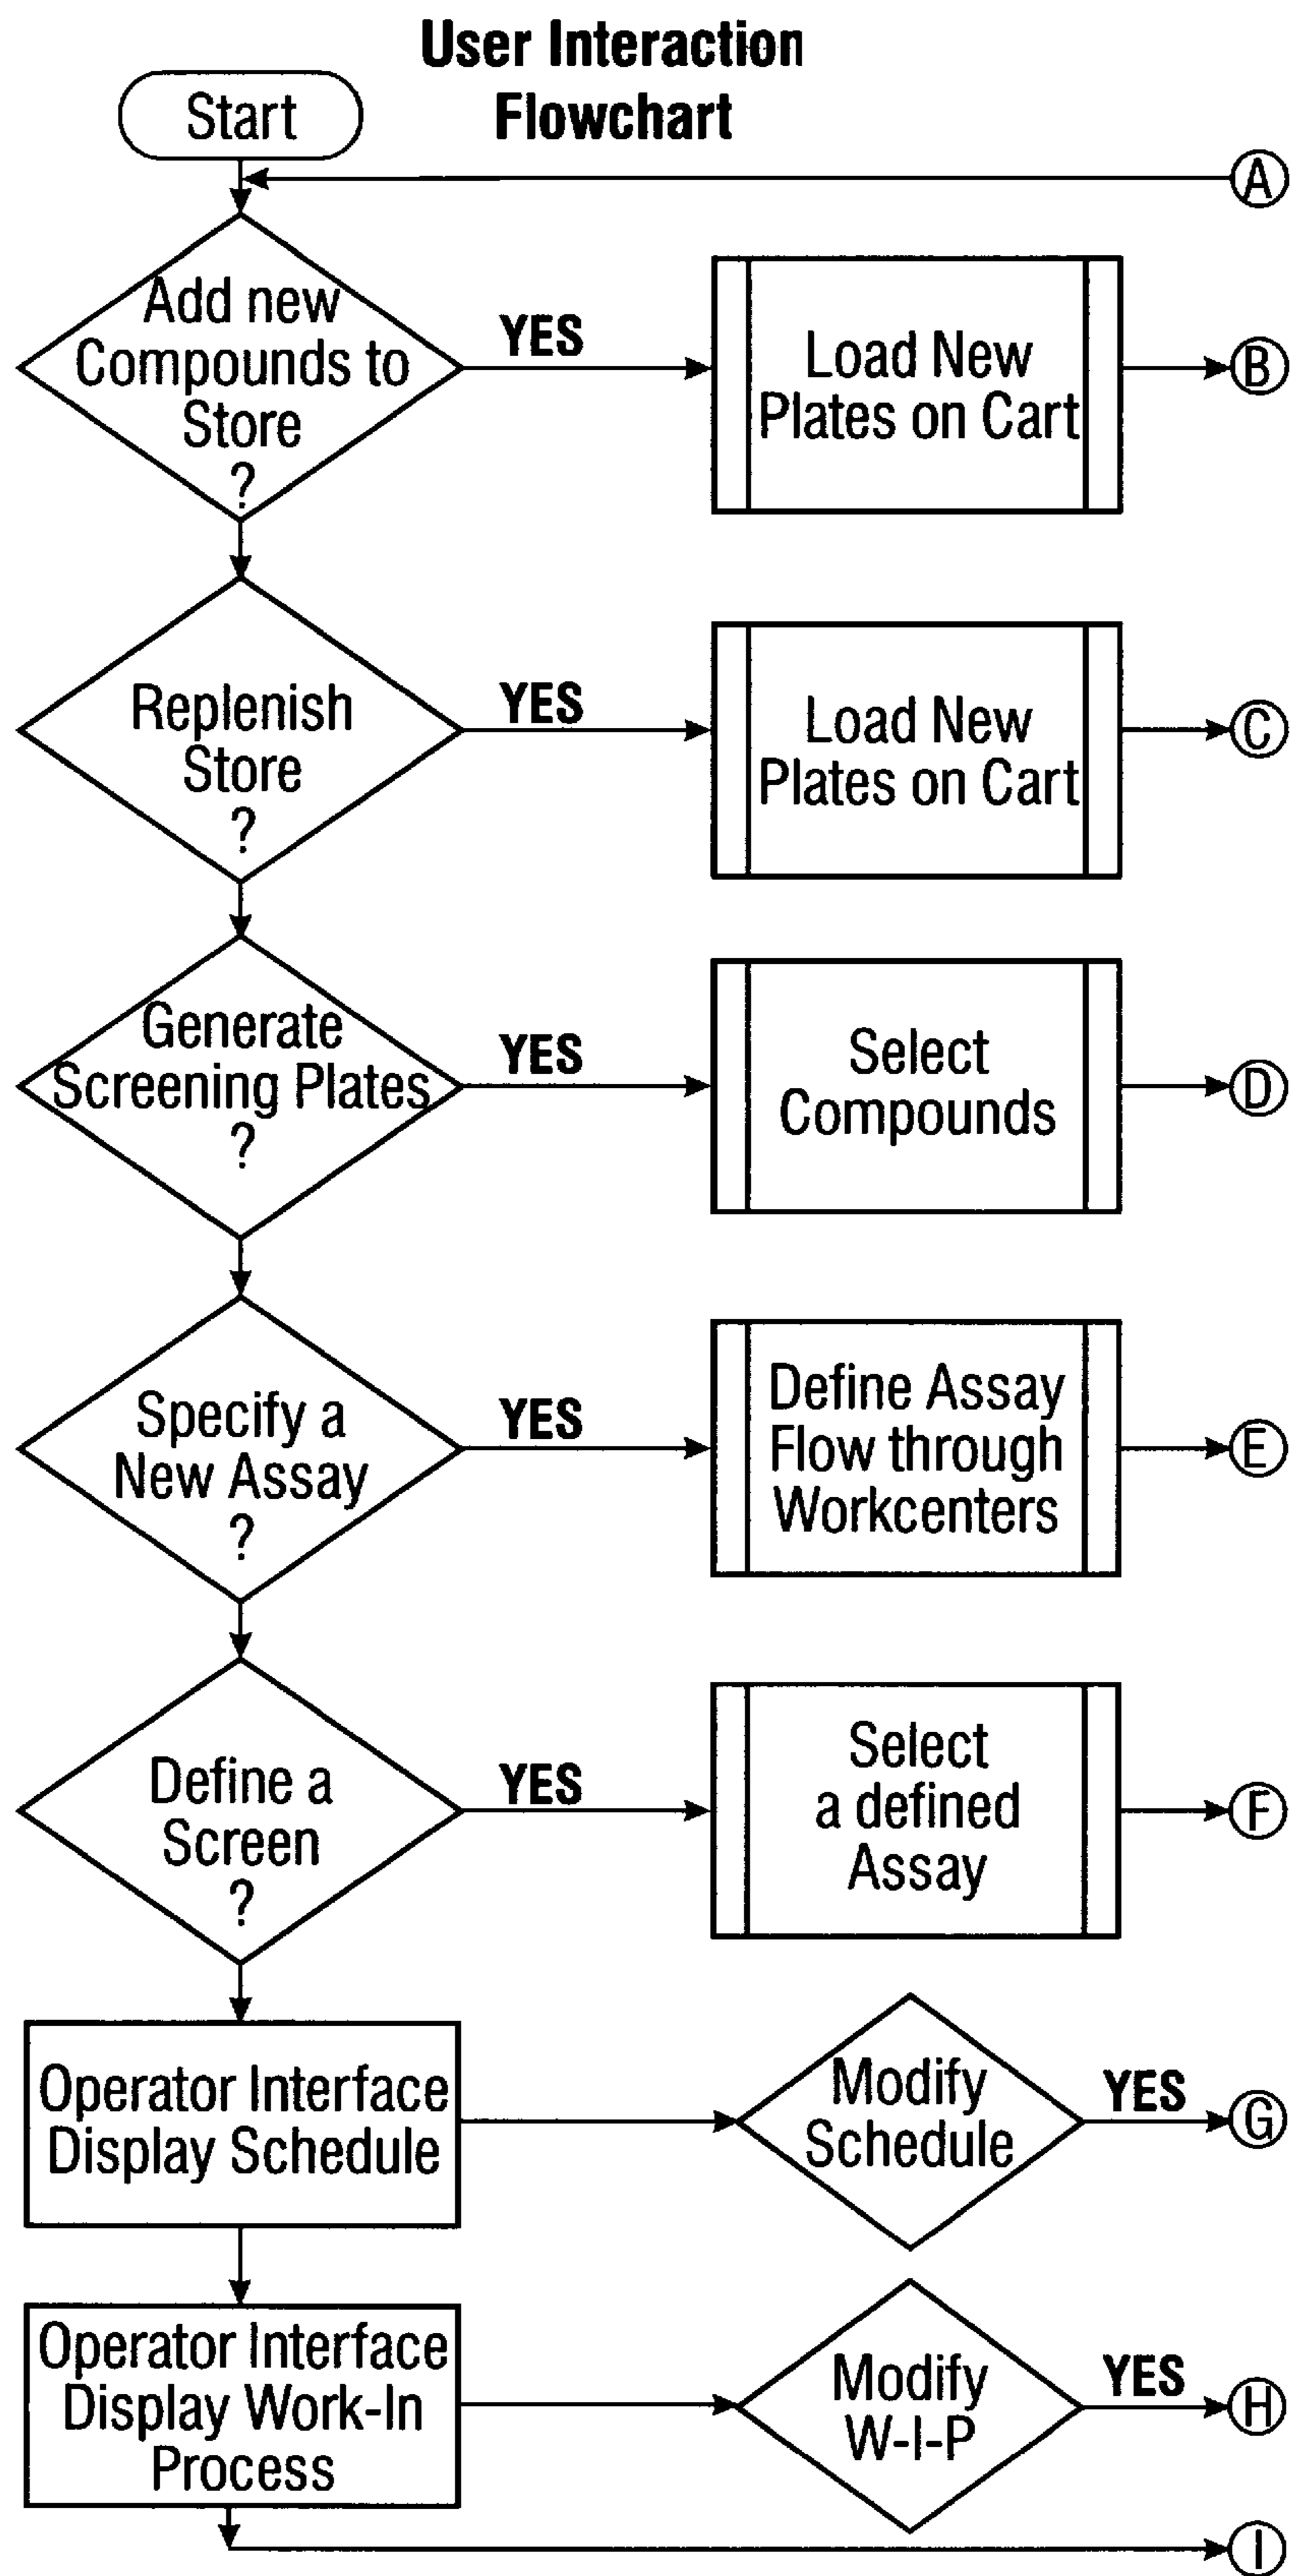 User Interaction
Flowchart
Start
A
Add new
Compounds to
Store
?
YES
Load New
Plates on Cart
B
Replenish
Store
?
YES
Load New
Plates on Cart
C
Generate
Screening Plates
?
YES
Select
Compounds
D
Specify a
New Assay
?
YES
Define Assay
Flow through
Workcenters
E
Define a
Screen
?
YES
Select
a defined
Assay
F
Operator Interface
Display Schedule
Modify
Schedule
YES
G
Operator Interface
Display Work-In
Process
Modify
W-I-P
YES
H
I